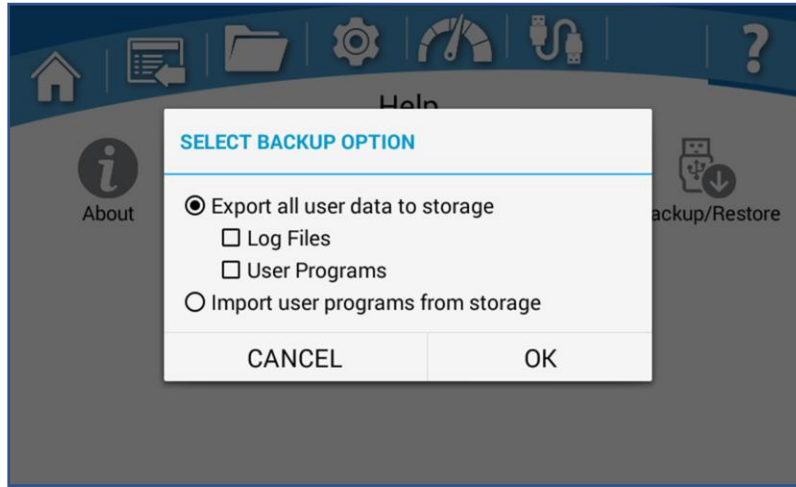 Help
SELECT BACKUP OPTION
About
ackup/Restore
Export all user data to storage
Log Files
User Programs
Import user programs from storage
CANCEL
OK